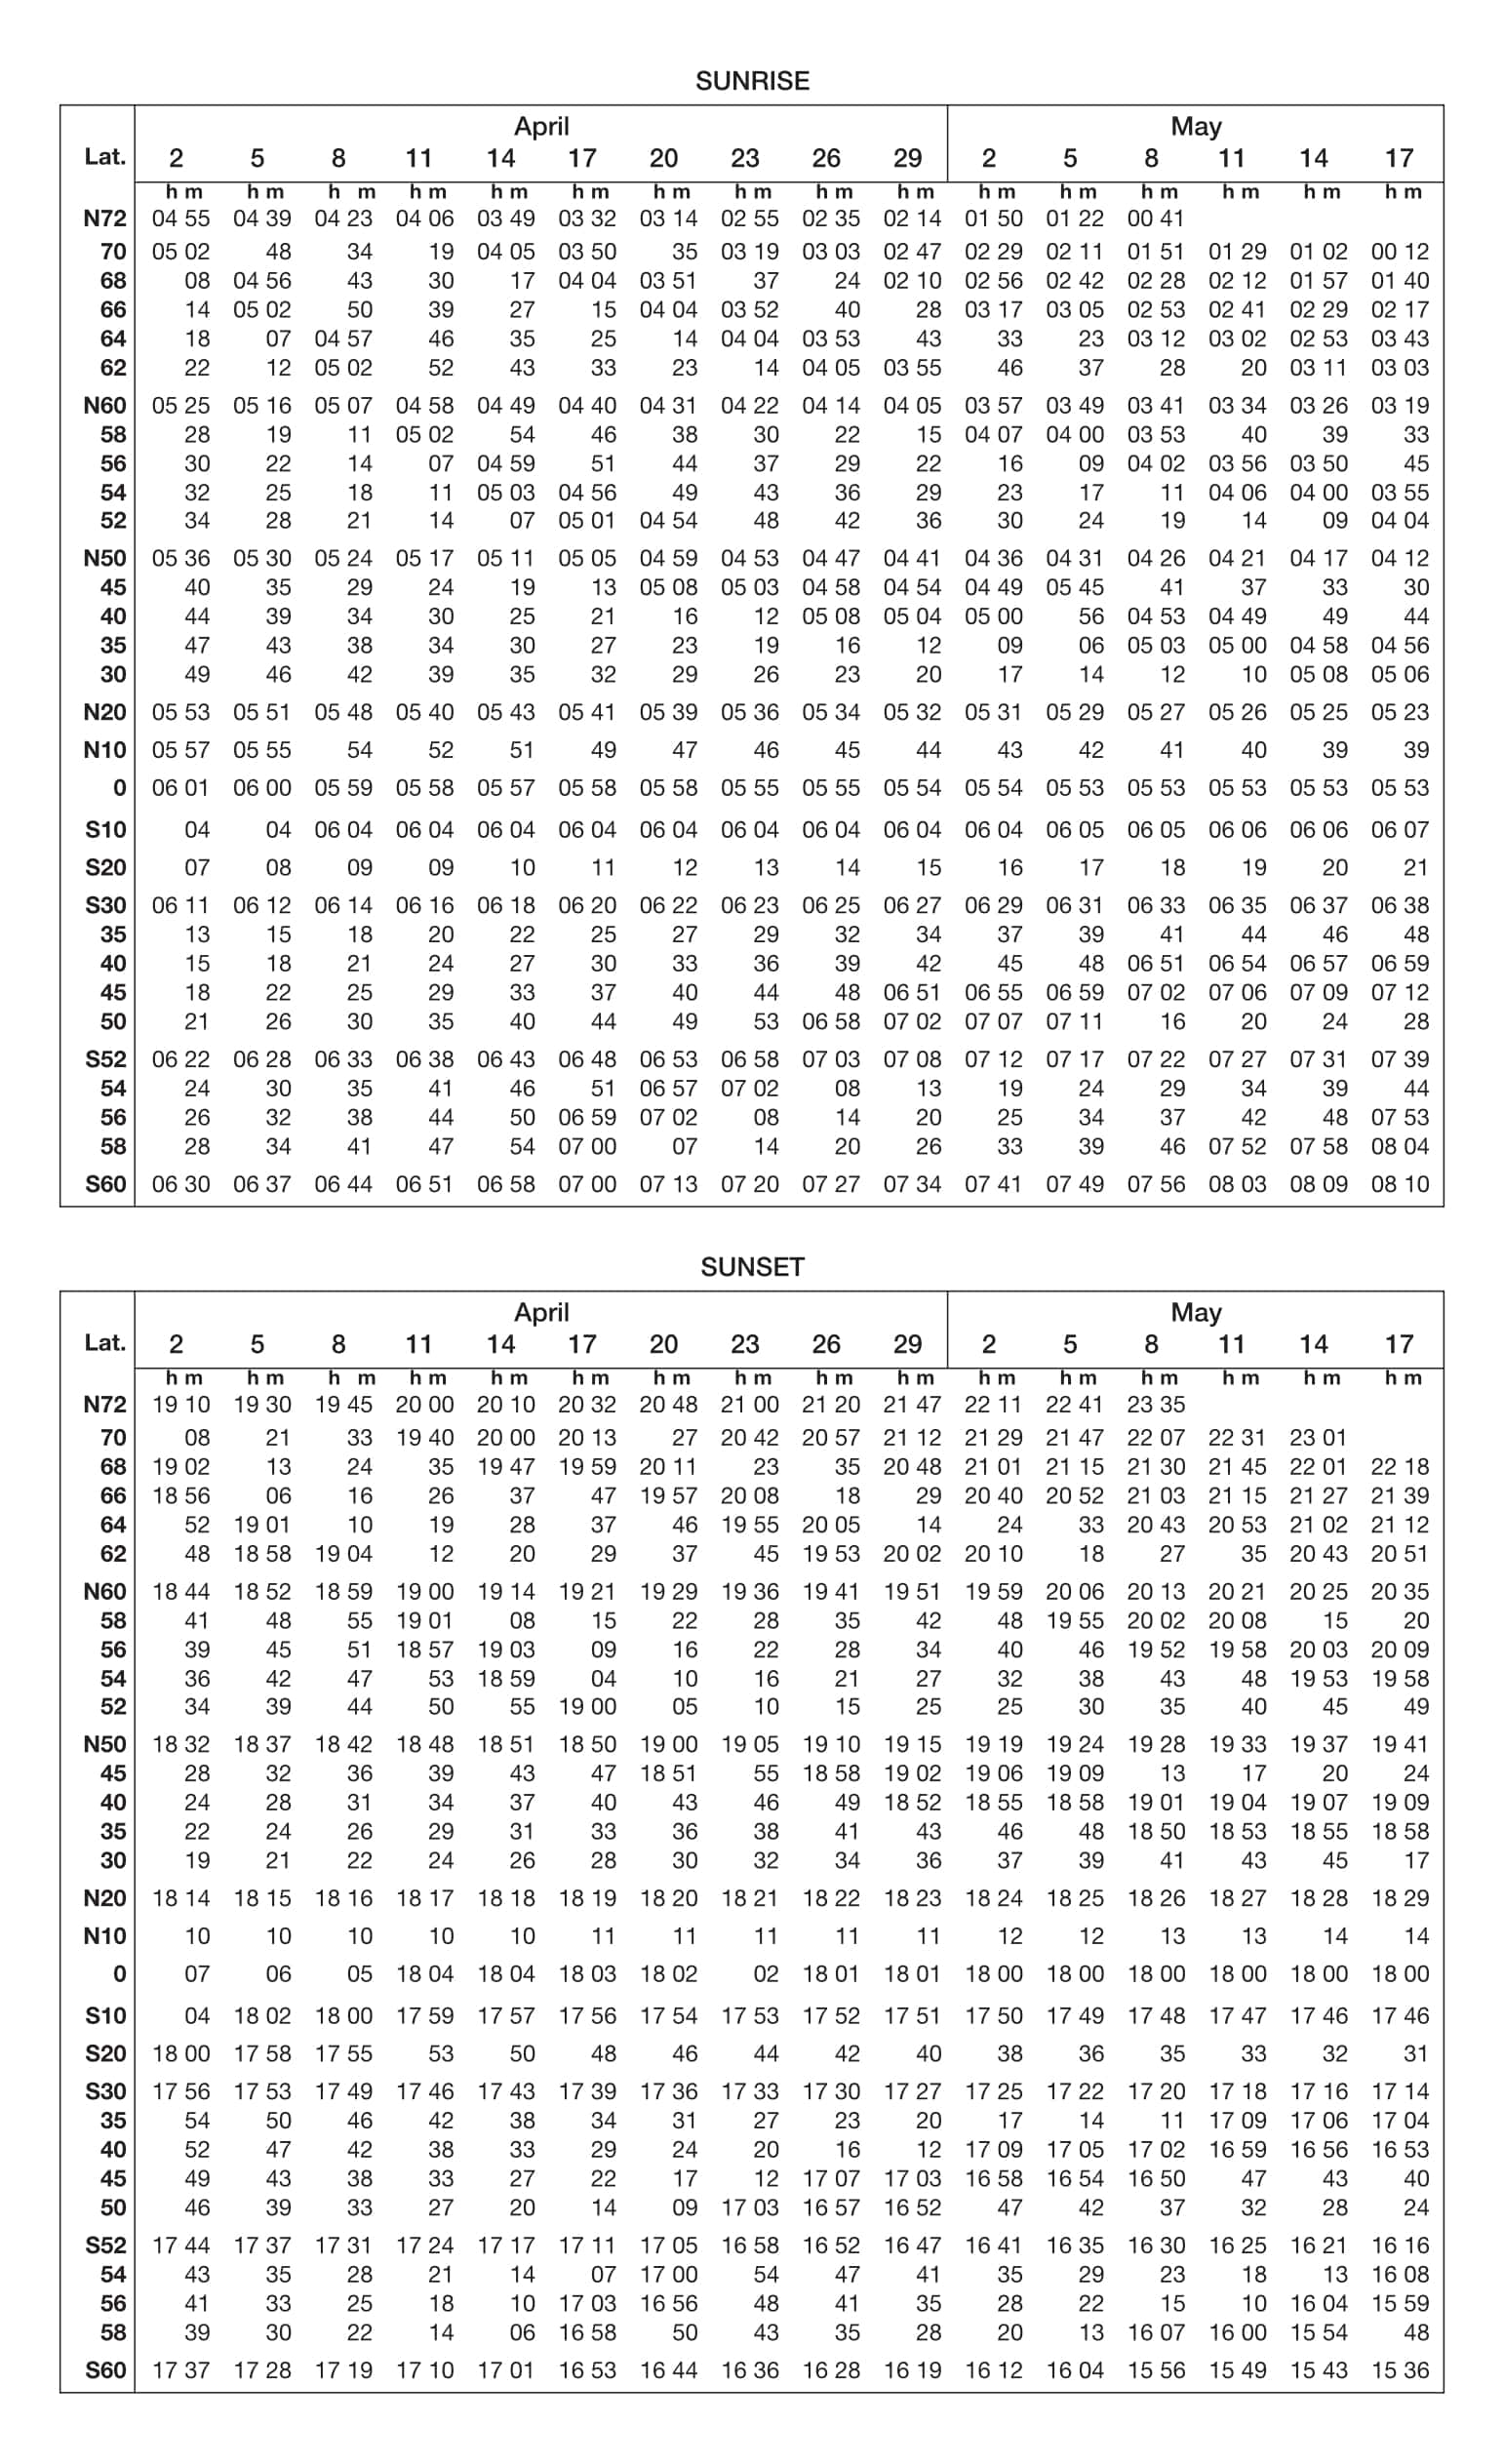 SUNRISE
April May
Lat. 2 5 8 11 14 17 20 23 26 29 2 5 8 11 14 17
h m h m h m h m h m h m h m h m h m h m h m h m h m h m h m h m
N72 04 55 04 39 04 23 04 06 03 49 03 32 03 14 02 55 02 35 02 14 01 50 01 22 00 41
70 05 02 48 34 19 04 05 03 50 35 03 19 03 03 02 47 02 29 02 11 01 51 01 29 01 02 00 12
68 08 04 56 43 30 17 04 04 03 51 37 24 02 10 02 56 02 42 02 28 02 12 01 57 01 40
66 14 05 02 50 39 27 15 04 04 03 52 40 28 03 17 03 05 02 53 02 41 02 29 02 17
64 18 07 04 57 46 35 25 14 04 04 03 53 43 33 23 03 12 03 02 02 53 03 43
62 22 12 05 02 52 43 33 23 14 04 05 03 55 46 37 28 20 03 11 03 03
N60 05 25 05 16 05 07 04 58 04 49 04 40 04 31 04 22 04 14 04 05 03 57 03 49 03 41 03 34 03 26 03 19
58 28 19 11 05 02 54 46 38 30 22 15 04 07 04 00 03 53 40 39 33
56 30 22 14 07 04 59 51 44 37 29 22 16 09 04 02 03 56 03 50 45
54 32 25 18 11 05 03 04 56 49 43 36 29 23 17 11 04 06 04 00 03 55
52 34 28 21 14 07 05 01 04 54 48 42 36 30 24 19 14 09 04 04
N50 05 36 05 30 05 24 05 17 05 11 05 05 04 59 04 53 04 47 04 41 04 36 04 31 04 26 04 21 04 17 04 12
45 40 35 29 24 19 13 05 08 05 03 04 58 04 54 04 49 05 45 41 37 33 30
40 44 39 34 30 25 21 16 12 05 08 05 04 05 00 56 04 53 04 49 49 44
35 47 43 38 34 30 27 23 19 16 12 09 06 05 03 05 00 04 58 04 56
30 49 46 42 39 35 32 29 26 23 20 17 14 12 10 05 08 05 06
N20 05 53 05 51 05 48 05 40 05 43 05 41 05 39 05 36 05 34 05 32 05 31 05 29 05 27 05 26 05 25 05 23
N10 05 57 05 55 54 52 51 49 47 46 45 44 43 42 41 40 39 39
0 06 01 06 00 05 59 05 58 05 57 05 58 05 58 05 55 05 55 05 54 05 54 05 53 05 53 05 53 05 53 05 53
S10 04 04 06 04 06 04 06 04 06 04 06 04 06 04 06 04 06 04 06 04 06 05 06 05 06 06 06 06 06 07
S20 07 08 09 09 10 11 12 13 14 15 16 17 18 19 20 21
S30 06 11 06 12 06 14 06 16 06 18 06 20 06 22 06 23 06 25 06 27 06 29 06 31 06 33 06 35 06 37 06 38
35 13 15 18 20 22 25 27 29 32 34 37 39 41 44 46 48
40 15 18 21 24 27 30 33 36 39 42 45 48 06 51 06 54 06 57 06 59
45 18 22 25 29 33 37 40 44 48 06 51 06 55 06 59 07 02 07 06 07 09 07 12
50 21 26 30 35 40 44 49 53 06 58 07 02 07 07 07 11 16 20 24 28
S52 06 22 06 28 06 33 06 38 06 43 06 48 06 53 06 58 07 03 07 08 07 12 07 17 07 22 07 27 07 31 07 39
54 24 30 35 41 46 51 06 57 07 02 08 13 19 24 29 34 39 44
56 26 32 38 44 50 06 59 07 02 08 14 20 25 34 37 42 48 07 53
58 28 34 41 47 54 07 00 07 14 20 26 33 39 46 07 52 07 58 08 04
S60 06 30 06 37 06 44 06 51 06 58 07 00 07 13 07 20 07 27 07 34 07 41 07 49 07 56 08 03 08 09 08 10
SUNSET
April May
Lat. 2 5 8 11 14 17 20 23 26 29 2 5 8 11 14 17
h m h m h m h m h m h m h m h m h m h m h m h m h m h m h m h m
N72 19 10 19 30 19 45 20 00 20 10 20 32 20 48 21 00 21 20 21 47 22 11 22 41 23 35
70 08 21 33 19 40 20 00 20 13 27 20 42 20 57 21 12 21 29 21 47 22 07 22 31 23 01
68 19 02 13 24 35 19 47 19 59 20 11 23 35 20 48 21 01 21 15 21 30 21 45 22 01 22 18
66 18 56 06 16 26 37 47 19 57 20 08 18 29 20 40 20 52 21 03 21 15 21 27 21 39
64 52 19 01 10 19 28 37 46 19 55 20 05 14 24 33 20 43 20 53 21 02 21 12
62 48 18 58 19 04 12 20 29 37 45 19 53 20 02 20 10 18 27 35 20 43 20 51
N60 18 44 18 52 18 59 19 00 19 14 19 21 19 29 19 36 19 41 19 51 19 59 20 06 20 13 20 21 20 25 20 35
58 41 48 55 19 01 08 15 22 28 35 42 48 19 55 20 02 20 08 15 20
56 39 45 51 18 57 19 03 09 16 22 28 34 40 46 19 52 19 58 20 03 20 09
54 36 42 47 53 18 59 04 10 16 21 27 32 38 43 48 19 53 19 58
52 34 39 44 50 55 19 00 05 10 15 25 25 30 35 40 45 49
N50 18 32 18 37 18 42 18 48 18 51 18 50 19 00 19 05 19 10 19 15 19 19 19 24 19 28 19 33 19 37 19 41
45 28 32 36 39 43 47 18 51 55 18 58 19 02 19 06 19 09 13 17 20 24
40 24 28 31 34 37 40 43 46 49 18 52 18 55 18 58 19 01 19 04 19 07 19 09
35 22 24 26 29 31 33 36 38 41 43 46 48 18 50 18 53 18 55 18 58
30 19 21 22 24 26 28 30 32 34 36 37 39 41 43 45 17
N20 18 14 18 15 18 16 18 17 18 18 18 19 18 20 18 21 18 22 18 23 18 24 18 25 18 26 18 27 18 28 18 29
N10 10 10 10 10 10 11 11 11 11 11 12 12 13 13 14 14
0 07 06 05 18 04 18 04 18 03 18 02 02 18 01 18 01 18 00 18 00 18 00 18 00 18 00 18 00
S10 04 18 02 18 00 17 59 17 57 17 56 17 54 17 53 17 52 17 51 17 50 17 49 17 48 17 47 17 46 17 46
S20 18 00 17 58 17 55 53 50 48 46 44 42 40 38 36 35 33 32 31
S30 17 56 17 53 17 49 17 46 17 43 17 39 17 36 17 33 17 30 17 27 17 25 17 22 17 20 17 18 17 16 17 14
35 54 50 46 42 38 34 31 27 23 20 17 14 11 17 09 17 06 17 04
40 52 47 42 38 33 29 24 20 16 12 17 09 17 05 17 02 16 59 16 56 16 53
45 49 43 38 33 27 22 17 12 17 07 17 03 16 58 16 54 16 50 47 43 40
50 46 39 33 27 20 14 09 17 03 16 57 16 52 47 42 37 32 28 24
S52 17 44 17 37 17 31 17 24 17 17 17 11 17 05 16 58 16 52 16 47 16 41 16 35 16 30 16 25 16 21 16 16
54 43 35 28 21 14 07 17 00 54 47 41 35 29 23 18 13 16 08
56 41 33 25 18 10 17 03 16 56 48 41 35 28 22 15 10 16 04 15 59
58 39 30 22 14 06 16 58 50 43 35 28 20 13 16 07 16 00 15 54 48
S60 17 37 17 28 17 19 17 10 17 01 16 53 16 44 16 36 16 28 16 19 16 12 16 04 15 56 15 49 15 43 15 36